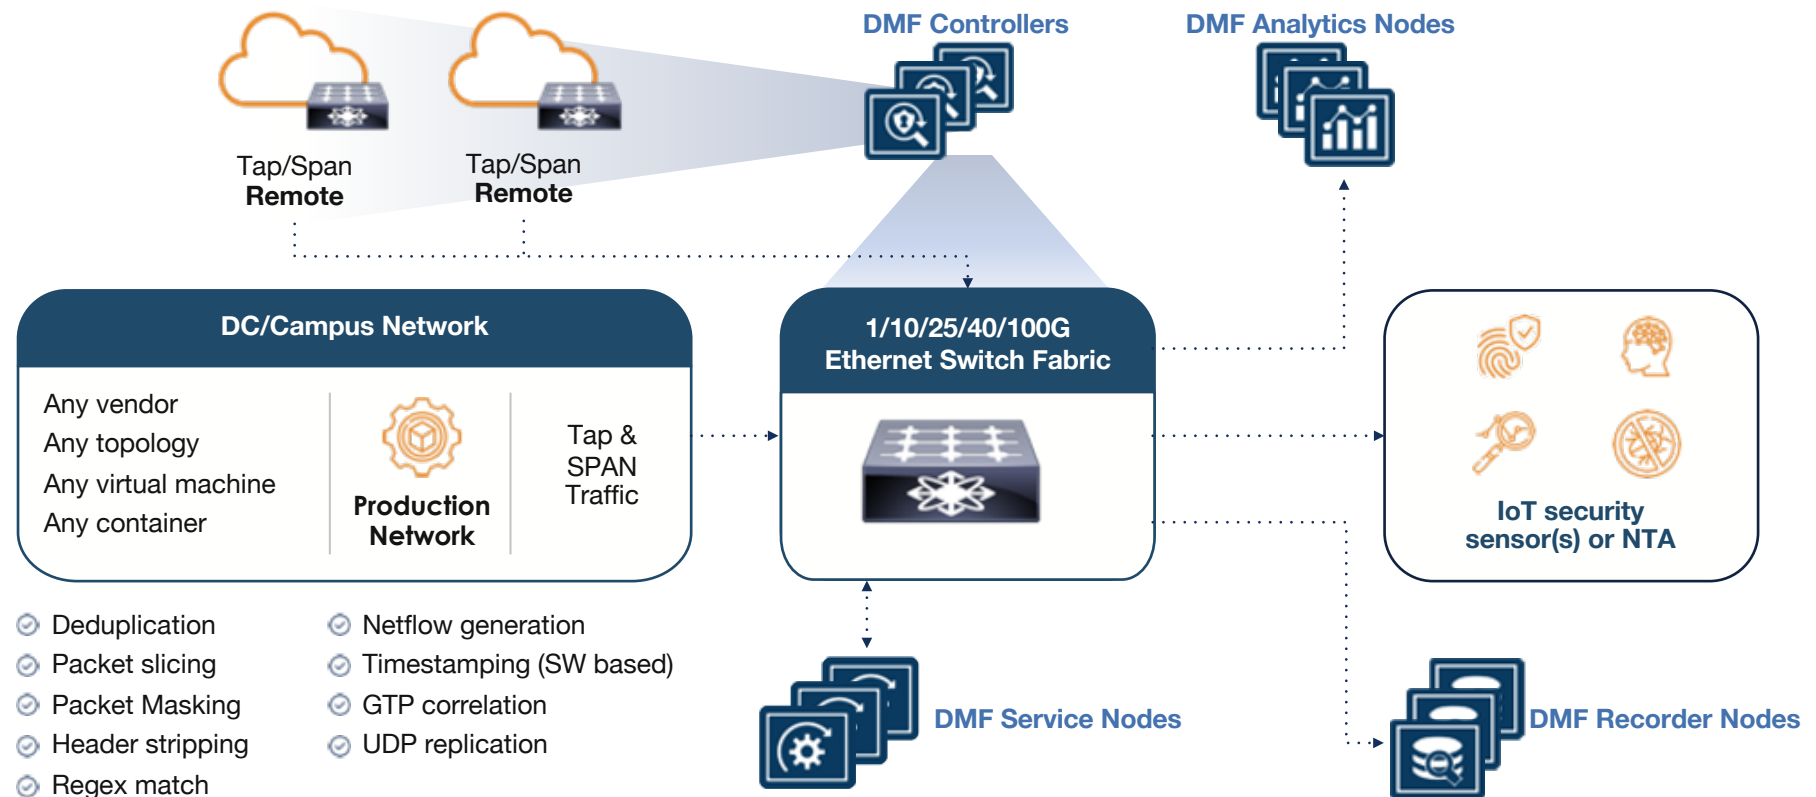 DMF Controllers
DMF Analytics Nodes
Tap/Span
Remote
Tap/Span
Remote
DC/Campus Network
Any vendor
Any topology
Any virtual machine
Any container
Production
Network
Tap &
SPAN
Traffic
1/10/25/40/100G
Ethernet Switch Fabric
IoT security
sensor(s) or NTA
Deduplication
Packet slicing
Packet Masking
Header stripping
Regex match
Netflow generation
Timestamping (SW based)
GTP correlation
UDP replication
DMF Service Nodes
DMF Recorder Nodes